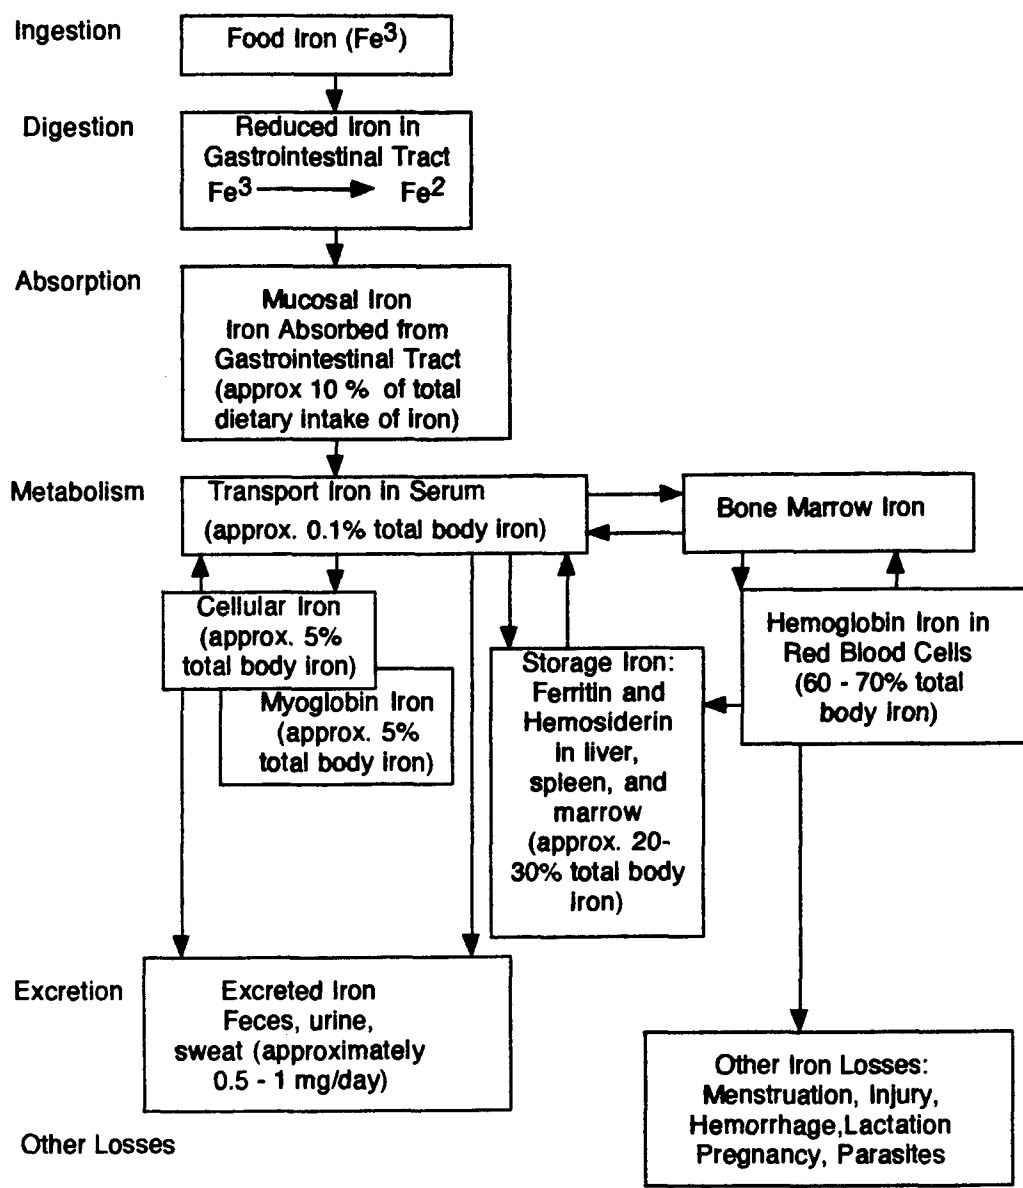 Ingestion
Food Iron (Fe3)
Digestion
Reduced Iron in
Gastrointestinal Tract
Fe3 Fe2
Absorption
Mucosal Iron
Iron Absorbed from
Gastrointestinal Tract
(approx 10 % of total
dietary intake of iron)
Metabolism
Transport Iron in Serum
(approx. 0.1% total body iron)
Bone Marrow Iron
Cellular Iron
(approx. 5%
total body iron)
Myoglobin Iron
(approx. 5%
total body iron)
Storage Iron:
Ferritin and
Hemosiderin
in liver,
spleen, and
marrow
(approx. 20-
30% total body
iron)
Hemoglobin Iron in
Red Blood Cells
(60 - 70% total
body iron)
Excretion
Excreted Iron
Feces, urine,
sweat (approximately
0.5 - 1 mg/day)
Other Losses
Other Iron Losses:
Menstruation, Injury,
Hemorrhage,Lactation
Pregnancy, Parasites